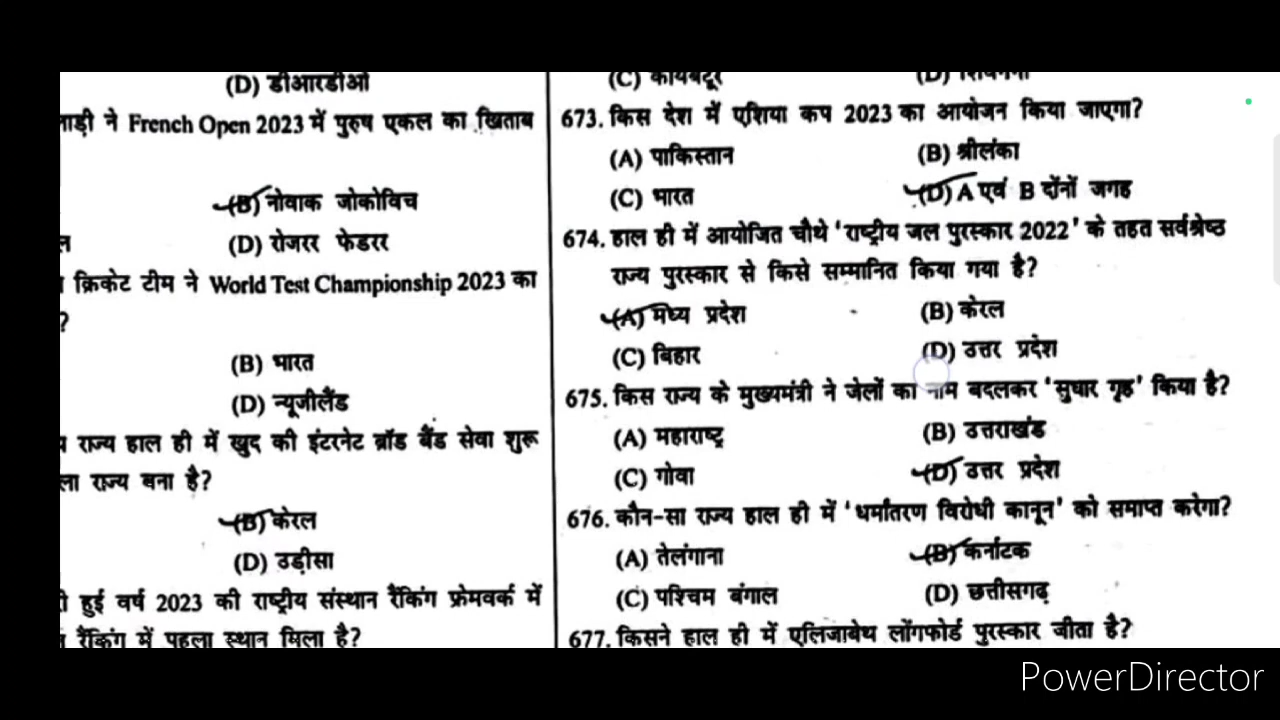 (D) डीआरडीओ
ने French Open 2023 में पुरुष एकल का खिताब
(B) नोवाक जोकोविच
(D) रोजरर फेडरर
क्रिकेट टीम ने World Test Championship 2023 का
?
(B) भारत
(D) न्यूजीलैंड
राज्य हाल ही में खुद की इंटरनेट ब्रॉड बैंड सेवा शुरू
राज्य बना है?
(B) केरल
(D) उड़ीसा
हुई वर्ष 2023 की राष्ट्रीय संस्थान रैंकिंग फ्रेमवर्क में
रैंकिंग में पहला स्थान मिला है?
(C) कोयंबटूर
673. किस देश में एशिया कप 2023 का आयोजन किया जाएगा?
(A) पाकिस्तान (B) श्रीलंका
(C) भारत (D) A एवं B दोंनों जगह
674. हाल ही में आयोजित चौथे 'राष्ट्रीय जल पुरस्कार 2022' के तहत सर्वश्रेष्ठ
राज्य पुरस्कार से किसे सम्मानित किया गया है?
(A) मध्य प्रदेश (B) केरल
(C) बिहार (D) उत्तर प्रदेश
675. किस राज्य के मुख्यमंत्री ने जेलों का नाम बदलकर 'सुधार गृह' किया है?
(A) महाराष्ट्र (B) उत्तराखंड
(C) गोवा (D) उत्तर प्रदेश
676. कौन-सा राज्य हाल ही में 'धर्मांतरण विरोधी कानून' को समाप्त करेगा?
(A) तेलंगाना (B) कर्नाटक
(C) पश्चिम बंगाल (D) छत्तीसगढ़
677. किसने हाल ही में एलिजाबेथ लोंगफोर्ड पुरस्कार जीता है?
PowerDirector